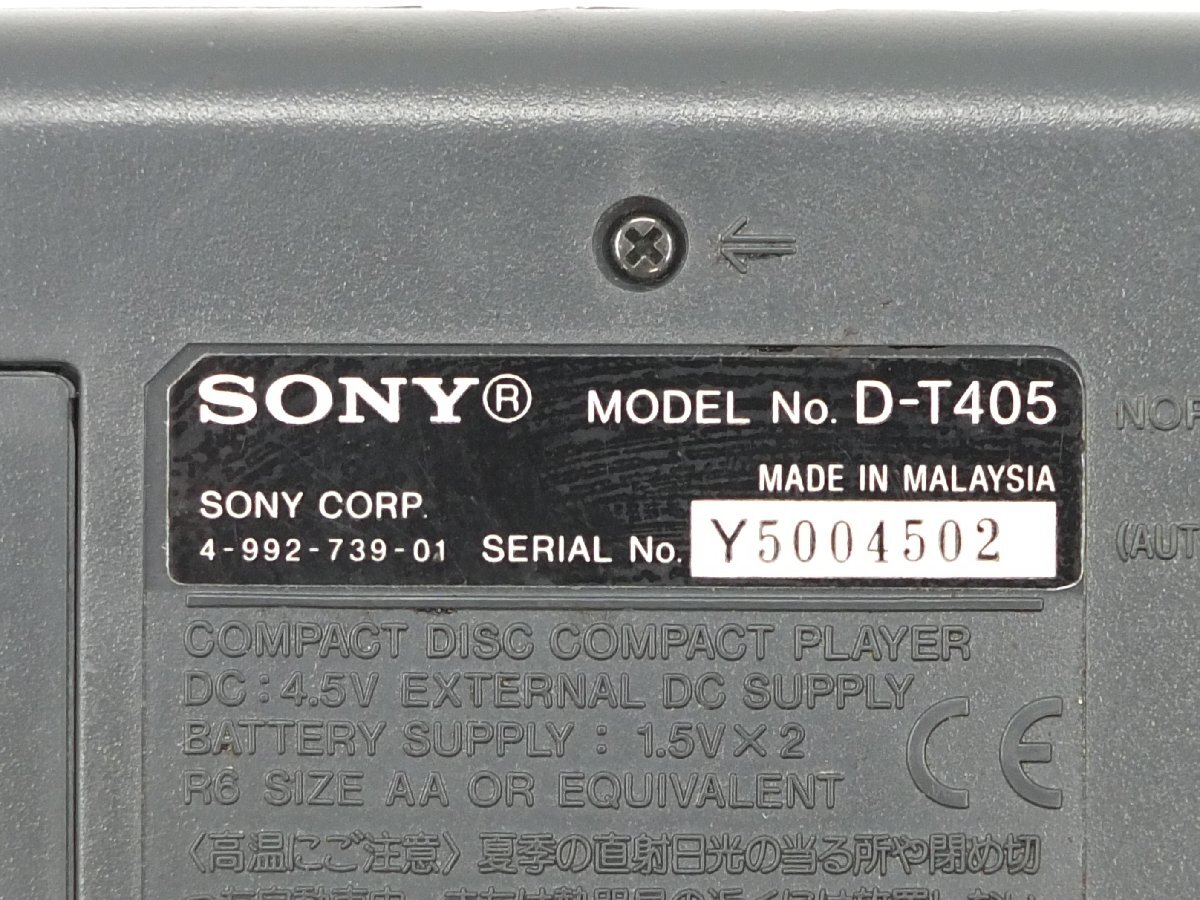 SONY® MODEL No. D-T405
MADE IN MALAYSIA
SONY CORP.
4-992-739-01 SERIAL No. Y5004502
COMPACT DISC COMPACT PLAYER
DC : 4.5V EXTERNAL DC SUPPLY
BATTERY SUPPLY : 1.5V×2
R6 SIZE AA OR EQUIVALENT
CE
〈高温にご注意〉夏季の直射日光の当る所や閉め切
(AUT